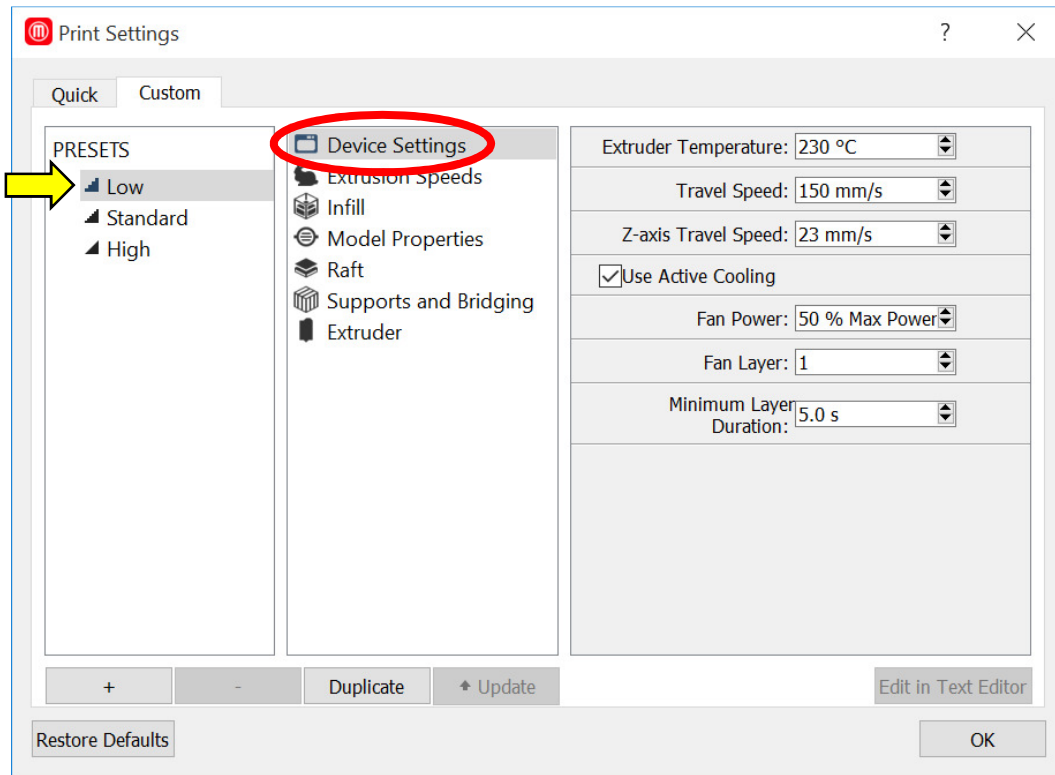 Print Settings
?
Quick
Custom
PRESETS
Low
Standard
High
Device Settings
Extrusion Speeds
Infill
Model Properties
Raft
Supports and Bridging
Extruder
Extruder Temperature: 230 °C
Travel Speed: 150 mm/s
Z-axis Travel Speed: 23 mm/s
Use Active Cooling
Fan Power: 50 % Max Power
Fan Layer: 1
Minimum Layer
Duration: 5.0 s
+
-
Duplicate
Update
Edit in Text Editor
Restore Defaults
OK